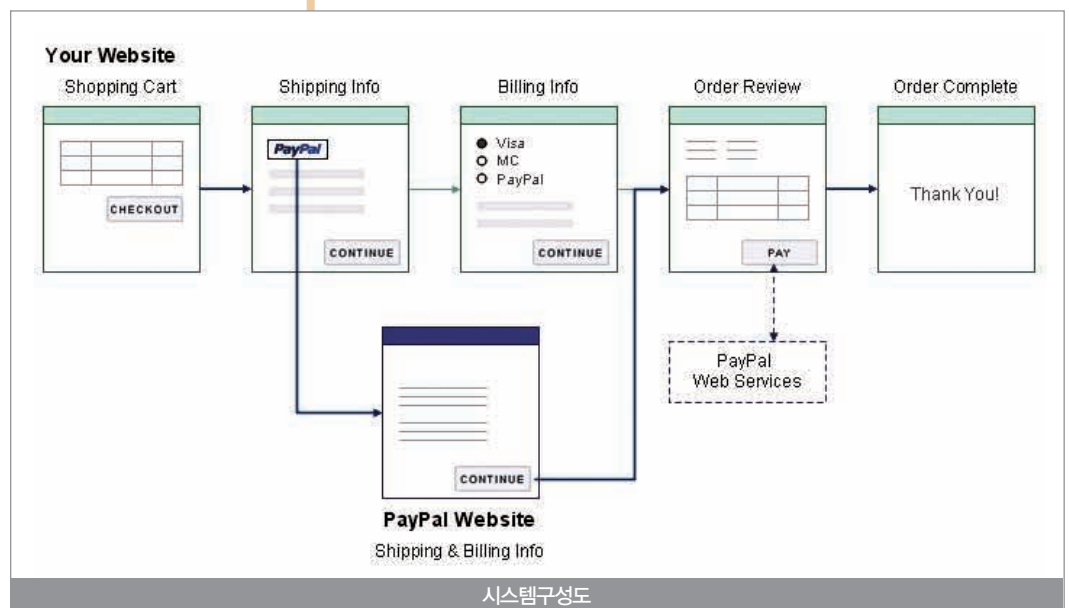 Your Website
Shopping Cart
Shipping Info
Billing Info
Order Review
Order Complete
CHECKOUT
PayPal
CONTINUE
Visa
MC
PayPal
CONTINUE
PAY
Thank You!
PayPal
Web Services
CONTINUE
PayPal Website
Shipping & Billing Info
시스템구성도